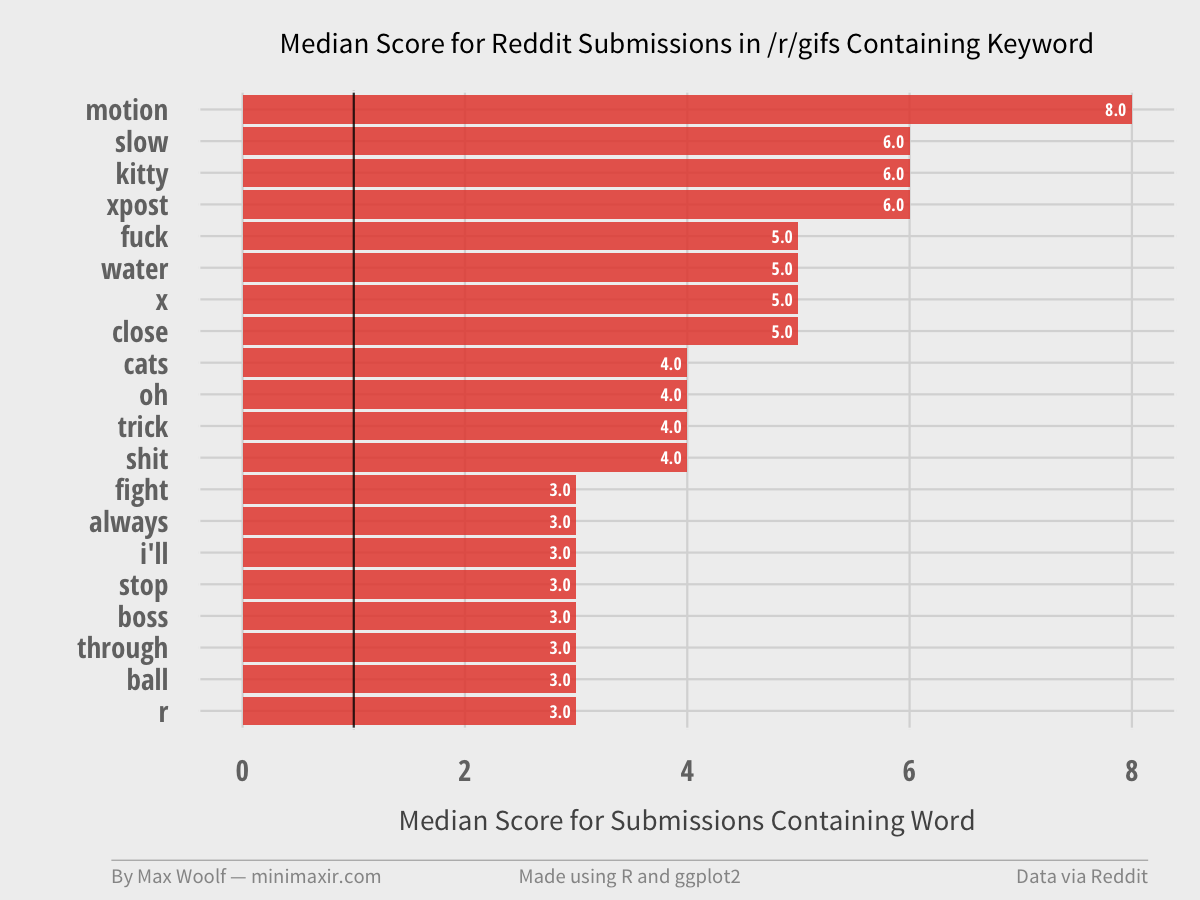 Median Score for Reddit Submissions in /r/gifs Containing Keyword
motion 8.0
slow 6.0
kitty 6.0
xpost 6.0
fuck 5.0
water 5.0
x 5.0
close 5.0
cats 4.0
oh 4.0
trick 4.0
shit 4.0
fight 3.0
always 3.0
i'll 3.0
stop 3.0
boss 3.0
through 3.0
ball 3.0
r 3.0
0 2 4 6 8
Median Score for Submissions Containing Word
By Max Woolf — minimaxir.com Made using R and ggplot2 Data via Reddit